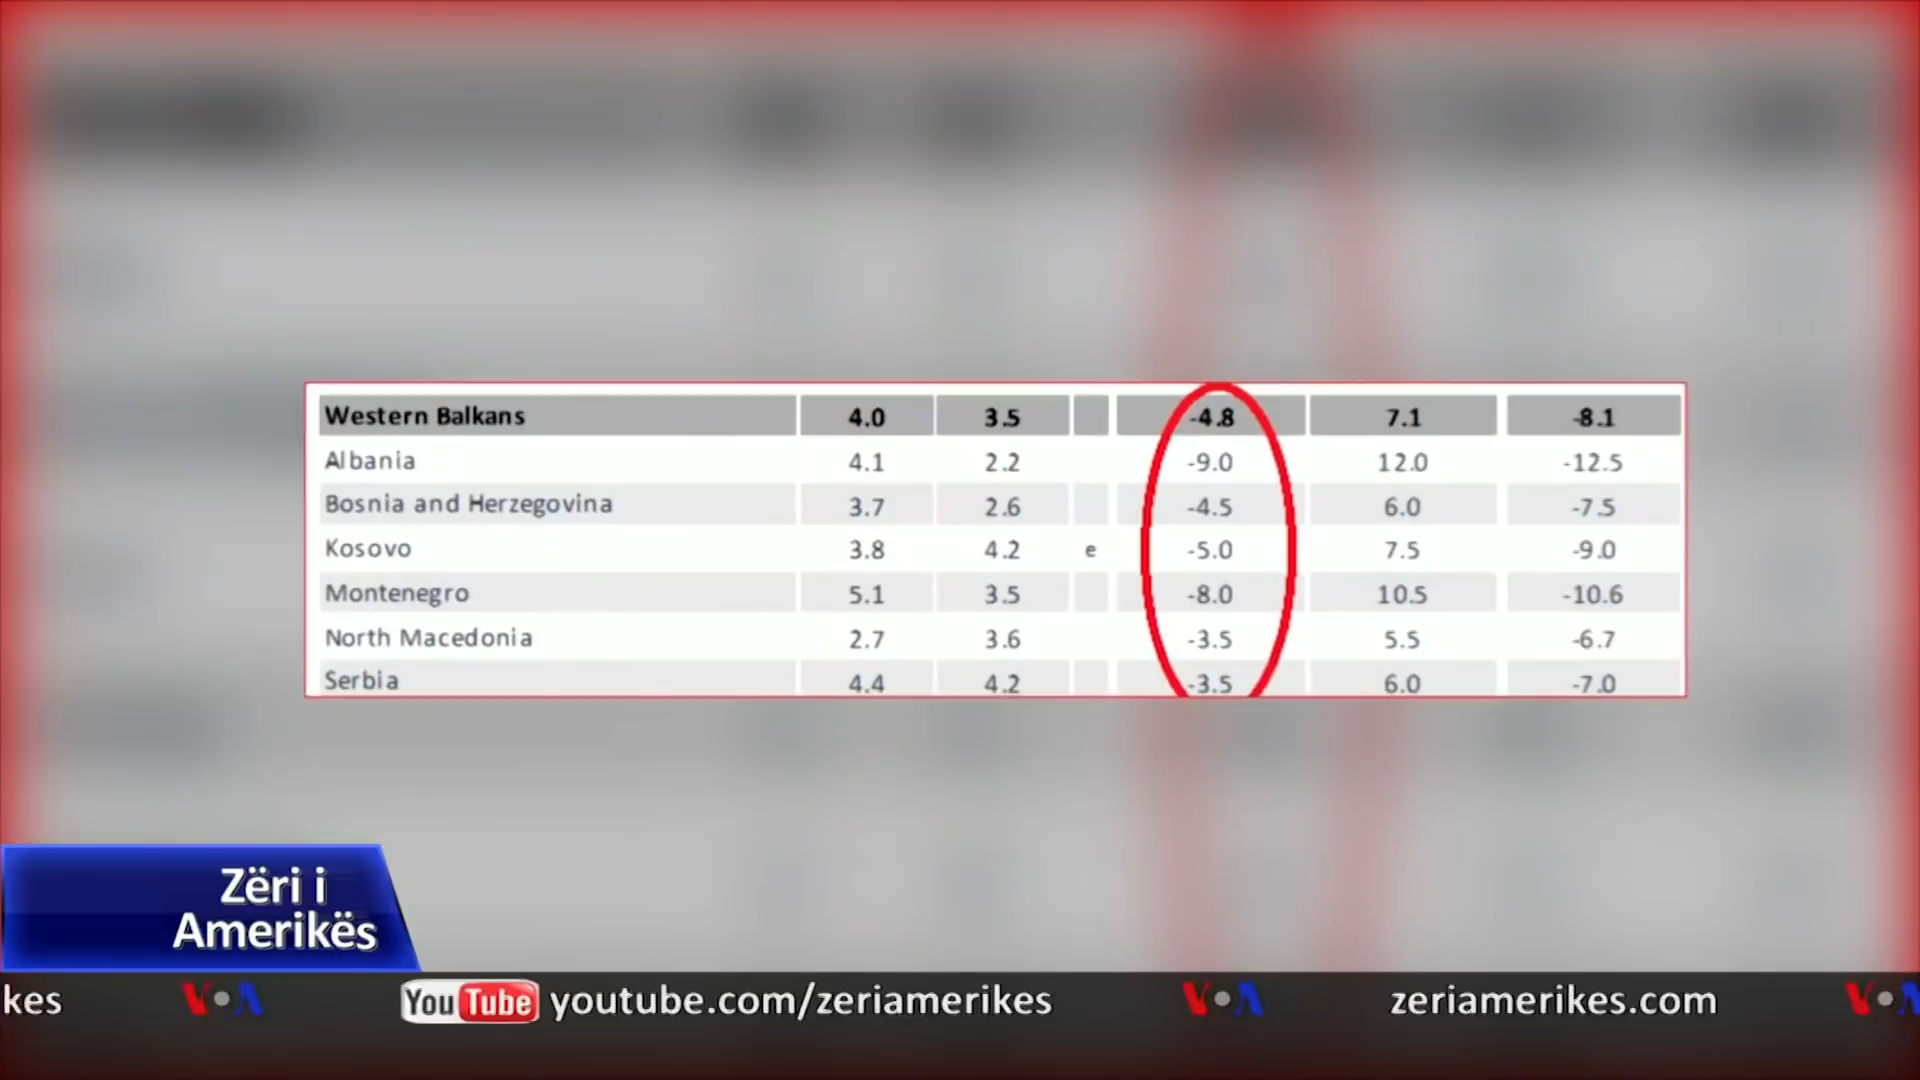 Western Balkans 4.0 3.5 -4.8 7.1 -8.1
Albania 4.1 2.2 -9.0 12.0 -12.5
Bosnia and Herzegovina 3.7 2.6 -4.5 6.0 -7.5
Kosovo 3.8 4.2 e -5.0 7.5 -9.0
Montenegro 5.1 3.5 -8.0 10.5 -10.6
North Macedonia 2.7 3.6 -3.5 5.5 -6.7
Serbia 4.4 4.2 -3.5 6.0 -7.0
Zëri i
Amerikës
kes VOA YouTube youtube.com/zeriamerikes VOA zeriamerikes.com VOA